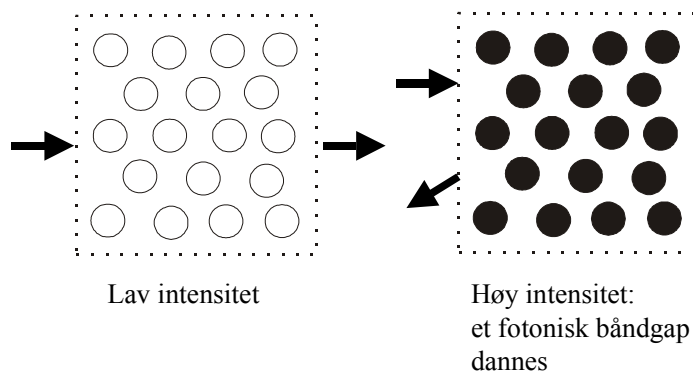 Lav intensitet
Høy intensitet:
et fotonisk båndgap
dannes